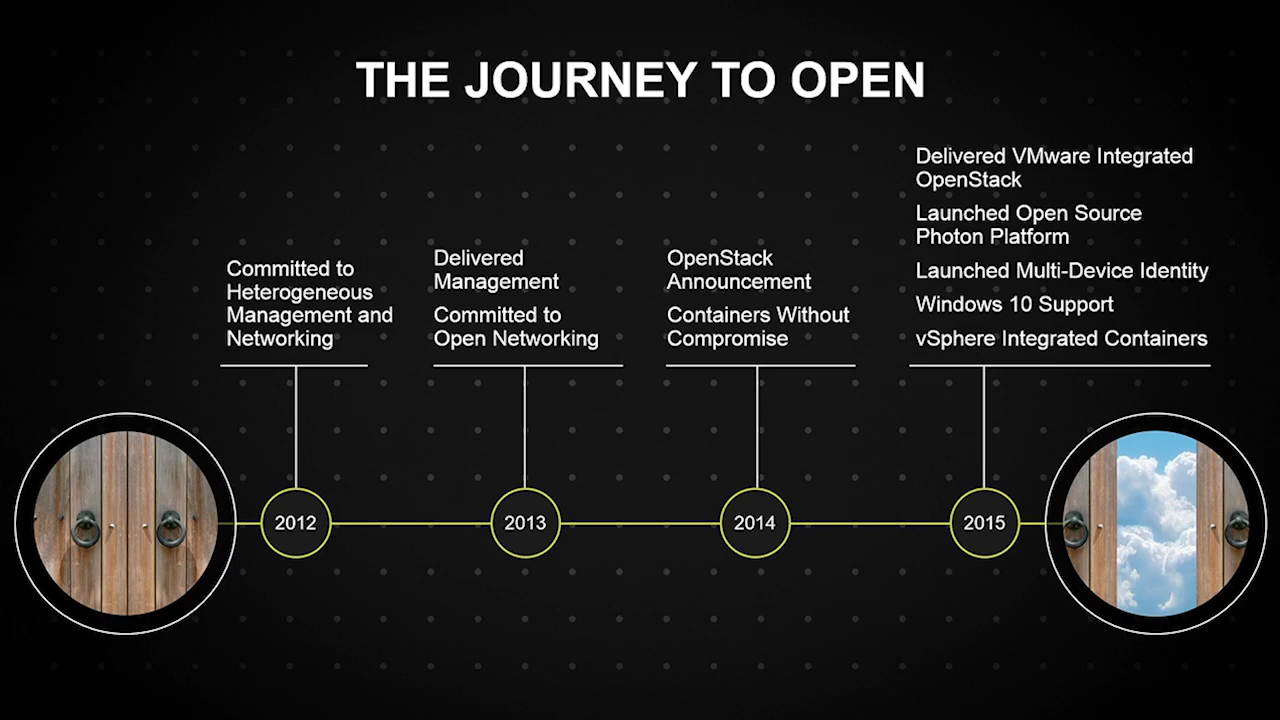 THE JOURNEY TO OPEN
Committed to
Heterogeneous
Management and
Networking
Delivered
Management
Committed to
Open Networking
OpenStack
Announcement
Containers Without
Compromise
Delivered VMware Integrated
OpenStack
Launched Open Source
Photon Platform
Launched Multi-Device Identity
Windows 10 Support
vSphere Integrated Containers
2012
2013
2014
2015